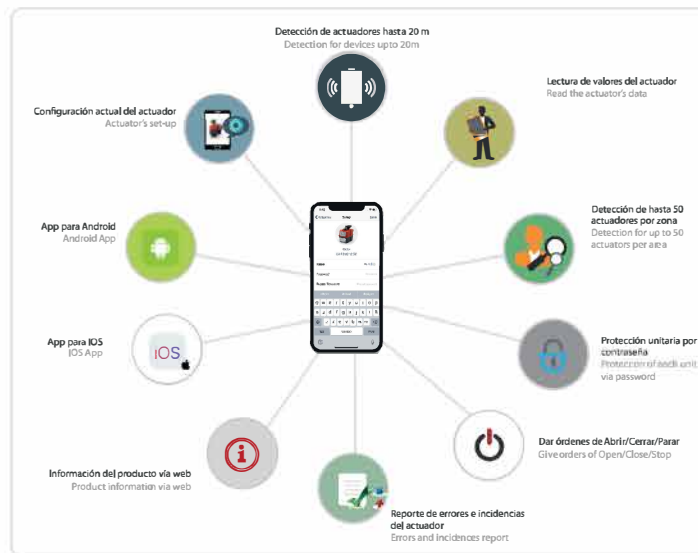 Detección de actuadores hasta 20 m
Detection for devices upto 20m
Lectura de valores del actuador
Read the actuator's data
Configuración actual del actuador
Actuator's set-up
Detección de hasta 50
actuadores por zona
Detection for up to 50
actuators per area
App para Android
Android App
App para IOS
IOS App
iOS
Protección unitaria por
contraseña
Protection of each unit
via password
Dar órdenes de Abrir/Cerrar/Parar
Give orders of Open/Close/Stop
Información del producto vía web
Product information via web
Reporte de errores e incidencias
del actuador
Errors and incidences report